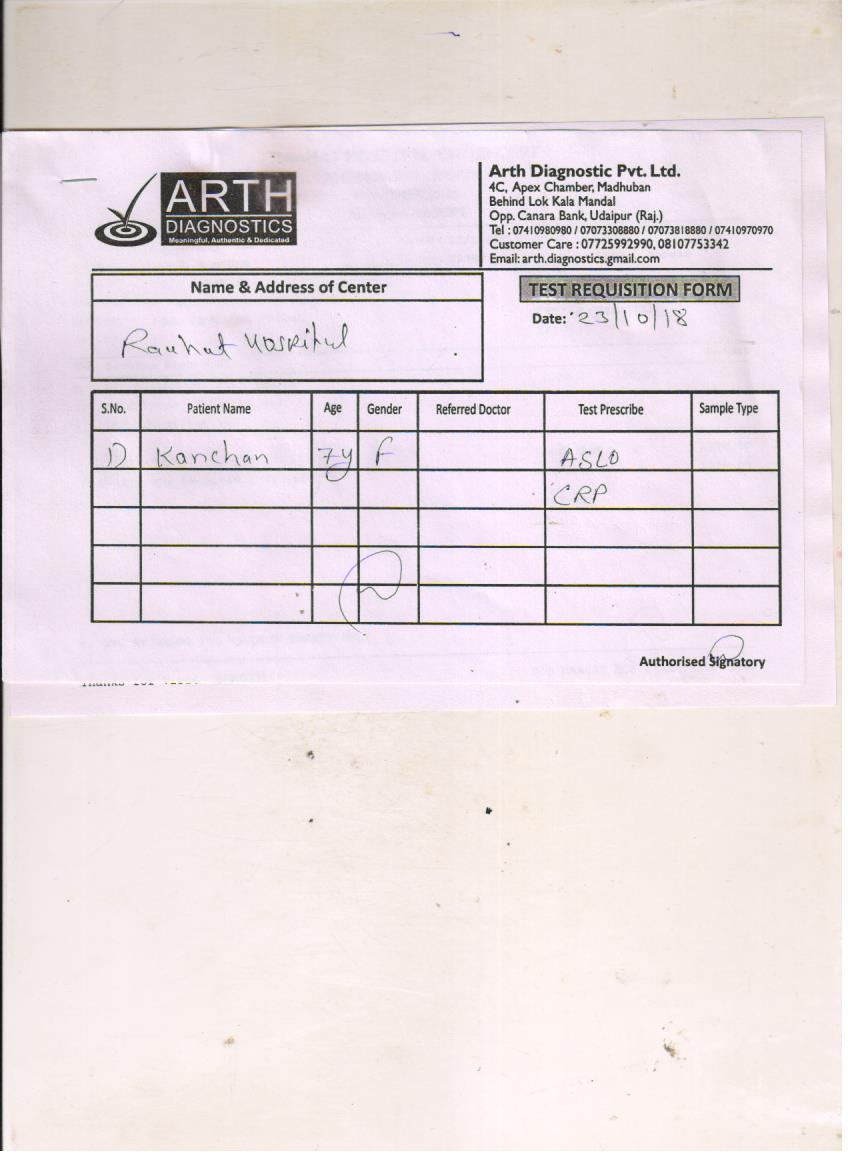 ARTH
DIAGNOSTICS
Meaningful, Authentic & Dedicated
Arth Diagnostic Pvt. Ltd.
4C, Apex Chamber, Madhuban
Behind Lok Kala Mandal
Opp. Canara Bank, Udaipur (Raj.)
Tel : 07410980980 / 07073308880 / 07073818880 / 07410970970
Customer Care : 07725992990, 08107753342
Email: arth.diagnostics.gmail.com
Name & Address of Center
Hospital
TEST REQUISITION FORM
Date: 23/10/18
S.No. Patient Name Age Gender Referred Doctor Test Prescribe Sample Type
1) Kanchan 7y F ASLO
CRP
Authorised Signatory